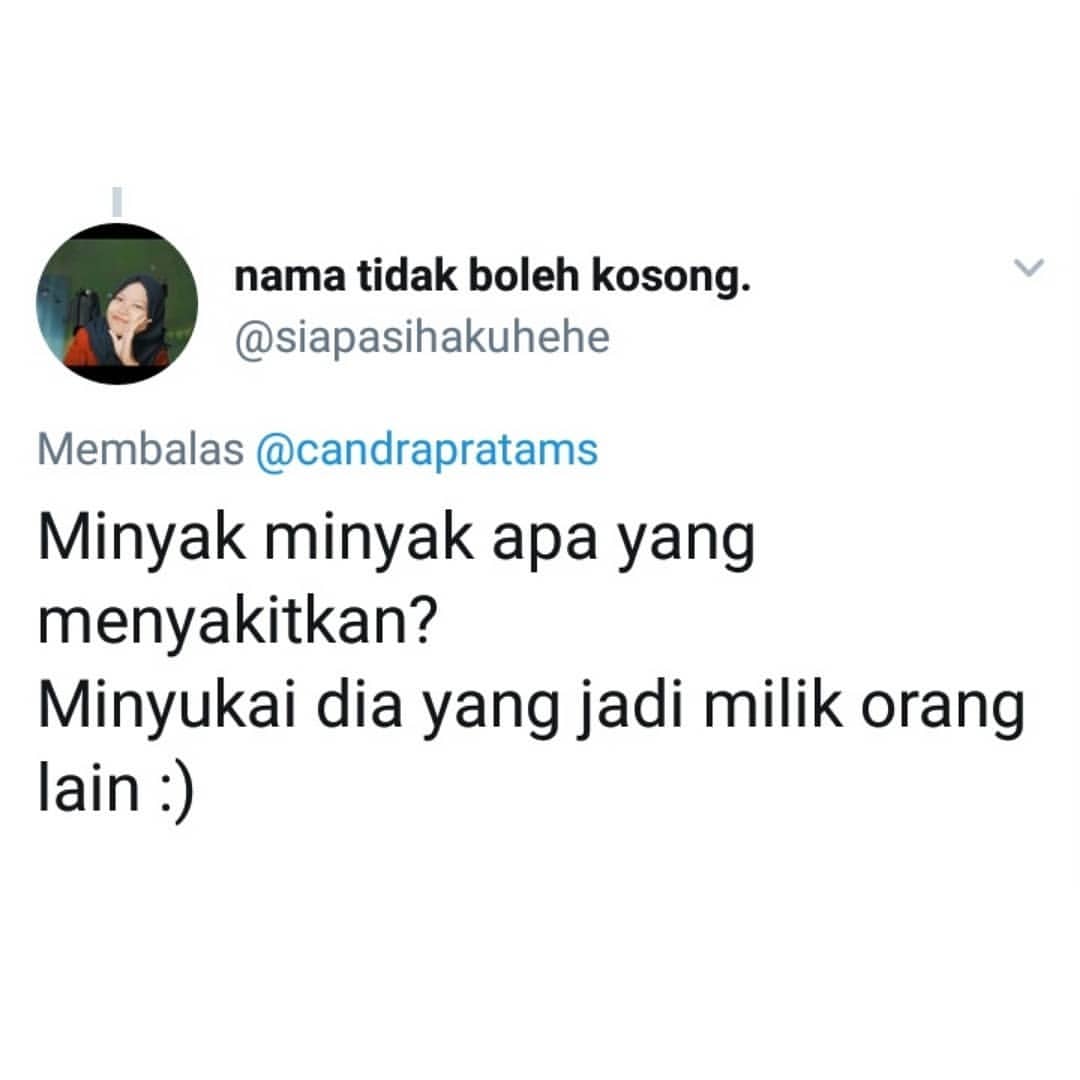 nama tidak boleh kosong.
@siapasihakuhehe
Membalas @candrapratams
Minyak minyak apa yang
menyakitkan?
Minyukai dia yang jadi milik orang
lain :)